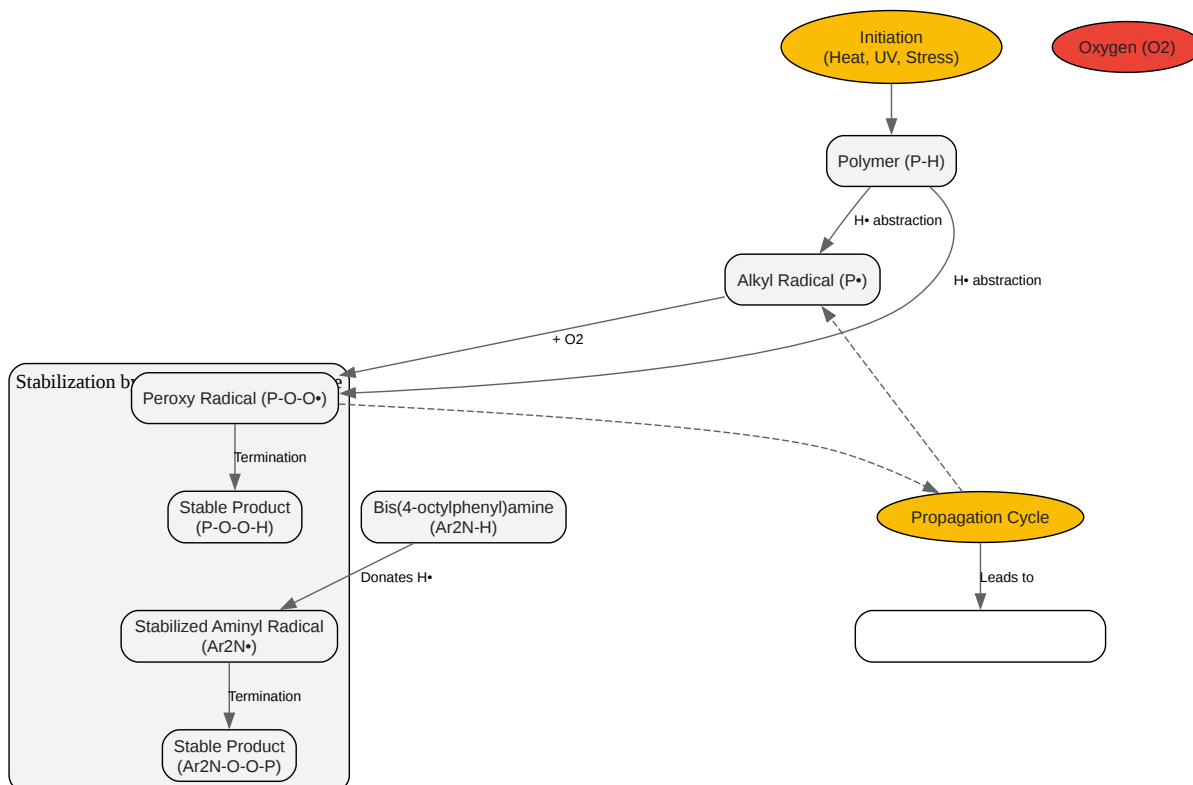 Initiation
(Heat, UV, Stress)
Oxygen (O2)
Polymer (P-H)
H• abstraction
Alkyl Radical (P•)
H• abstraction
+ O2
Stabilization by
Peroxy Radical (P-O-O•)
Termination
Stable Product
(P-O-O-H)
Bis(4-octylphenyl)amine
(Ar2N-H)
Propagation Cycle
Donates H•
Leads to
Stabilized Aminyl Radical
(Ar2N•)
Termination
Stable Product
(Ar2N-O-O-P)